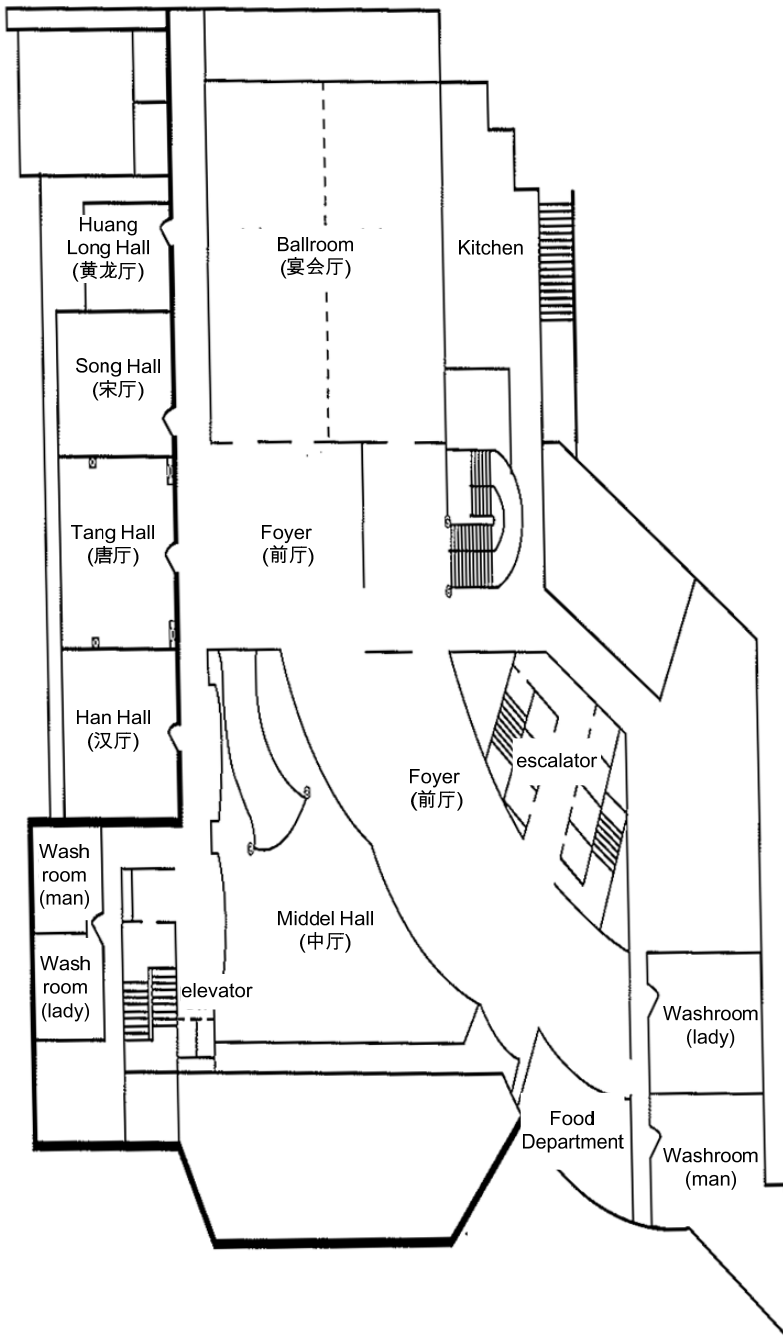 Huang
Long Hall
(黄龙厅)
Ballroom
(宴会厅)
Kitchen
Song Hall
(宋厅)
Tang Hall
(唐厅)
Foyer
(前厅)
Han Hall
(汉厅)
escalator
Foyer
(前厅)
Wash
room
(man)
Middel Hall
(中厅)
Wash
room
(lady)
elevator
Washroom
(lady)
Food
Department
Washroom
(man)